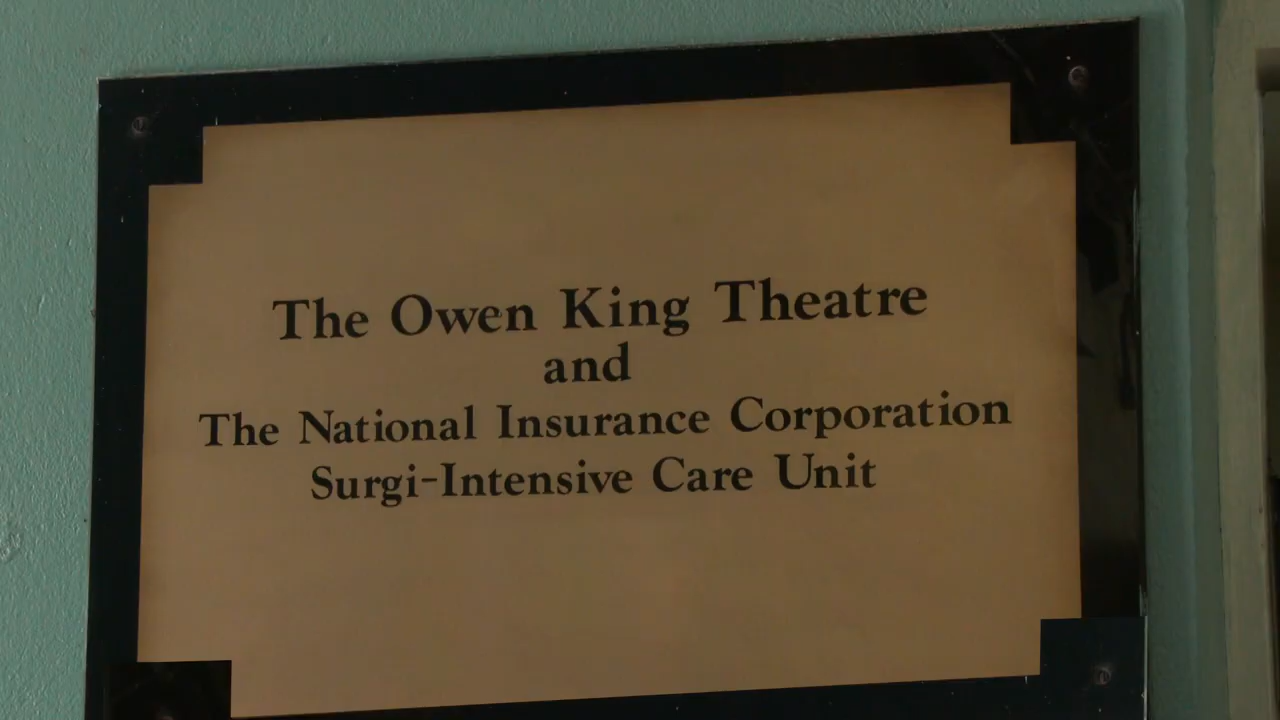 The Owen King Theatre
and
The National Insurance Corporation
Surgi-Intensive Care Unit